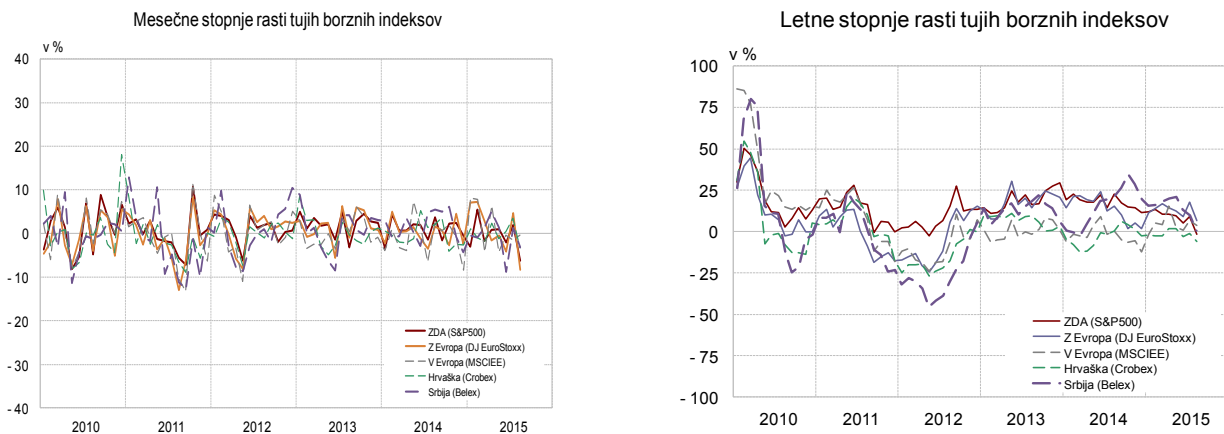 Mesečne stopnje rasti tujih borznih indeksov
v %
40
30
20
10
0
- 10
- 20
- 30
- 40
2010 2011 2012 2013 2014 2015
ZDA (S&P500)
Z Evropa (DJ EuroStoxx)
V Evropa (MSCIEE)
Hrvaška (Crobex)
Srbija (Belex)
Letne stopnje rasti tujih borznih indeksov
v %
100
75
50
25
0
- 25
- 50
- 75
- 100
2010 2011 2012 2013 2014 2015
ZDA (S&P500)
Z Evropa (DJ EuroStoxx)
V Evropa (MSCIEE)
Hrvaška (Crobex)
Srbija (Belex)